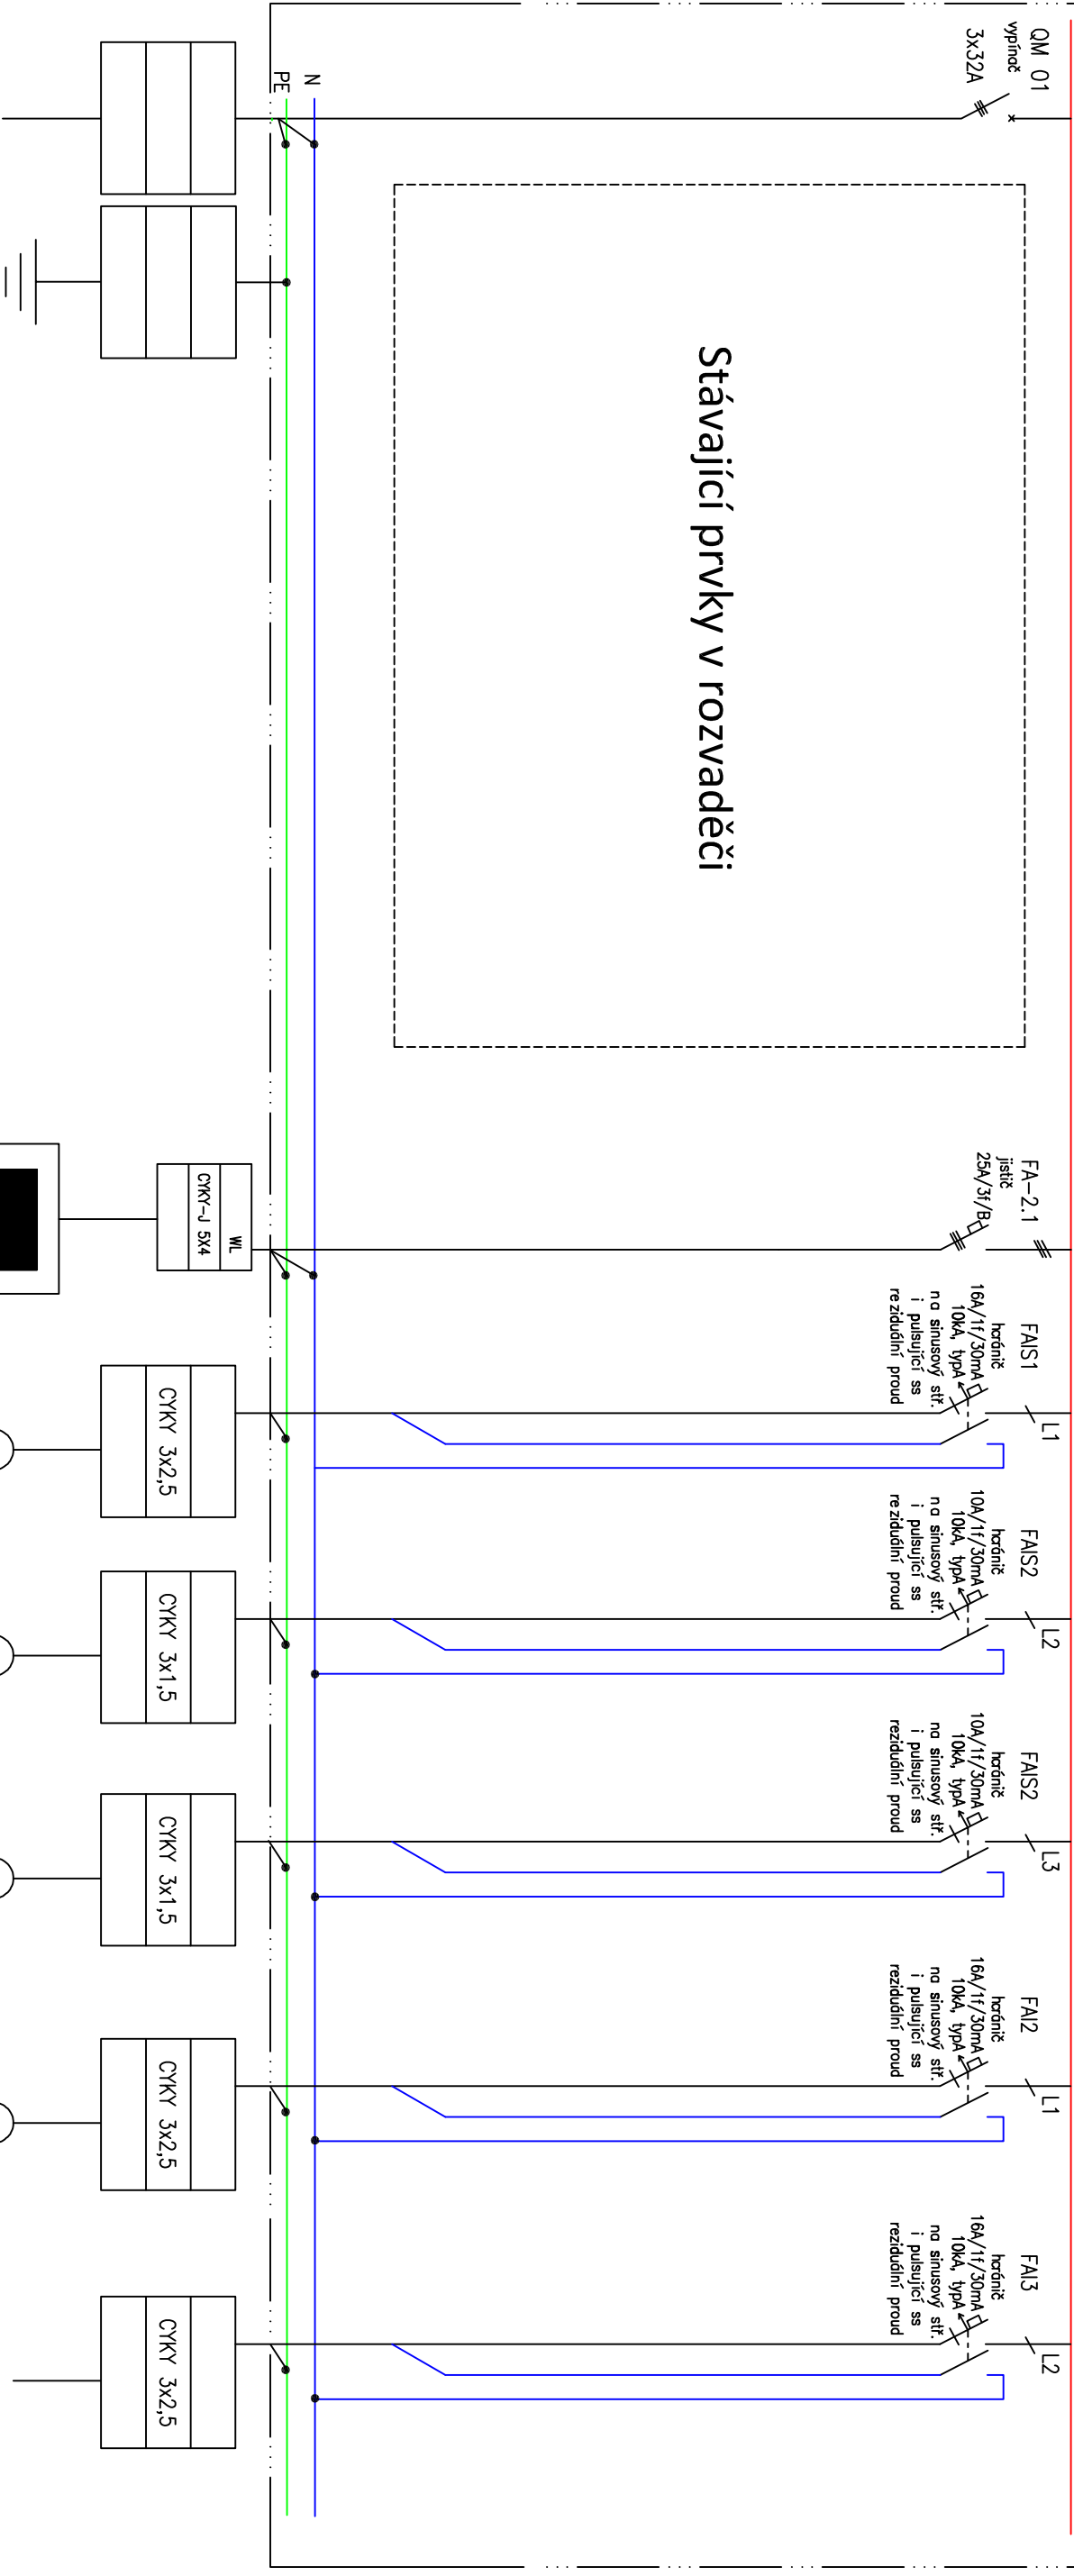 QM 01
vypínač
3x32A
N
PE
Stávající prvky v rozvaděči
FA-2.1
jistič
25A/3f/B
WL
CYKY-J 5X4
FAIS1
hcránič
16A/1f/30mA
10kA, typA
na sinusový stř.
i pulsující ss
reziduální proud
L1
CYKY 3x2,5
FAIS2
hcránič
10A/1f/30mA
10kA, typA
na sinusový stř.
i pulsující ss
reziduální proud
L2
CYKY 3x1,5
FAIS2
hcránič
10A/1f/30mA
10kA, typA
na sinusový stř.
i pulsující ss
reziduální proud
L3
CYKY 3x1,5
FAI2
hcránič
16A/1f/30mA
10kA, typA
na sinusový stř.
i pulsující ss
reziduální proud
L1
CYKY 3x2,5
FAI3
hcránič
16A/1f/30mA
10kA, typA
na sinusový stř.
i pulsující ss
reziduální proud
L2
CYKY 3x2,5